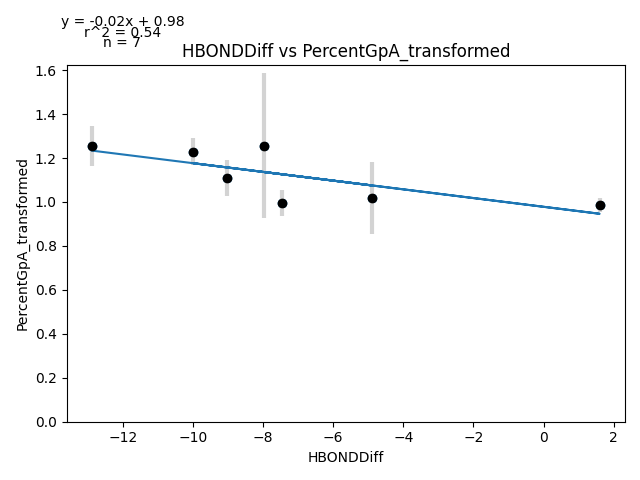 y = -0.02x + 0.98
r^2 = 0.54
n = 7
HBONDDiff vs PercentGpA_transformed
1.6
1.4
1.2
1.0
0.8
0.6
0.4
0.2
0.0
PercentGpA_transformed
−12 −10 −8 −6 −4 −2 0 2
HBONDDiff